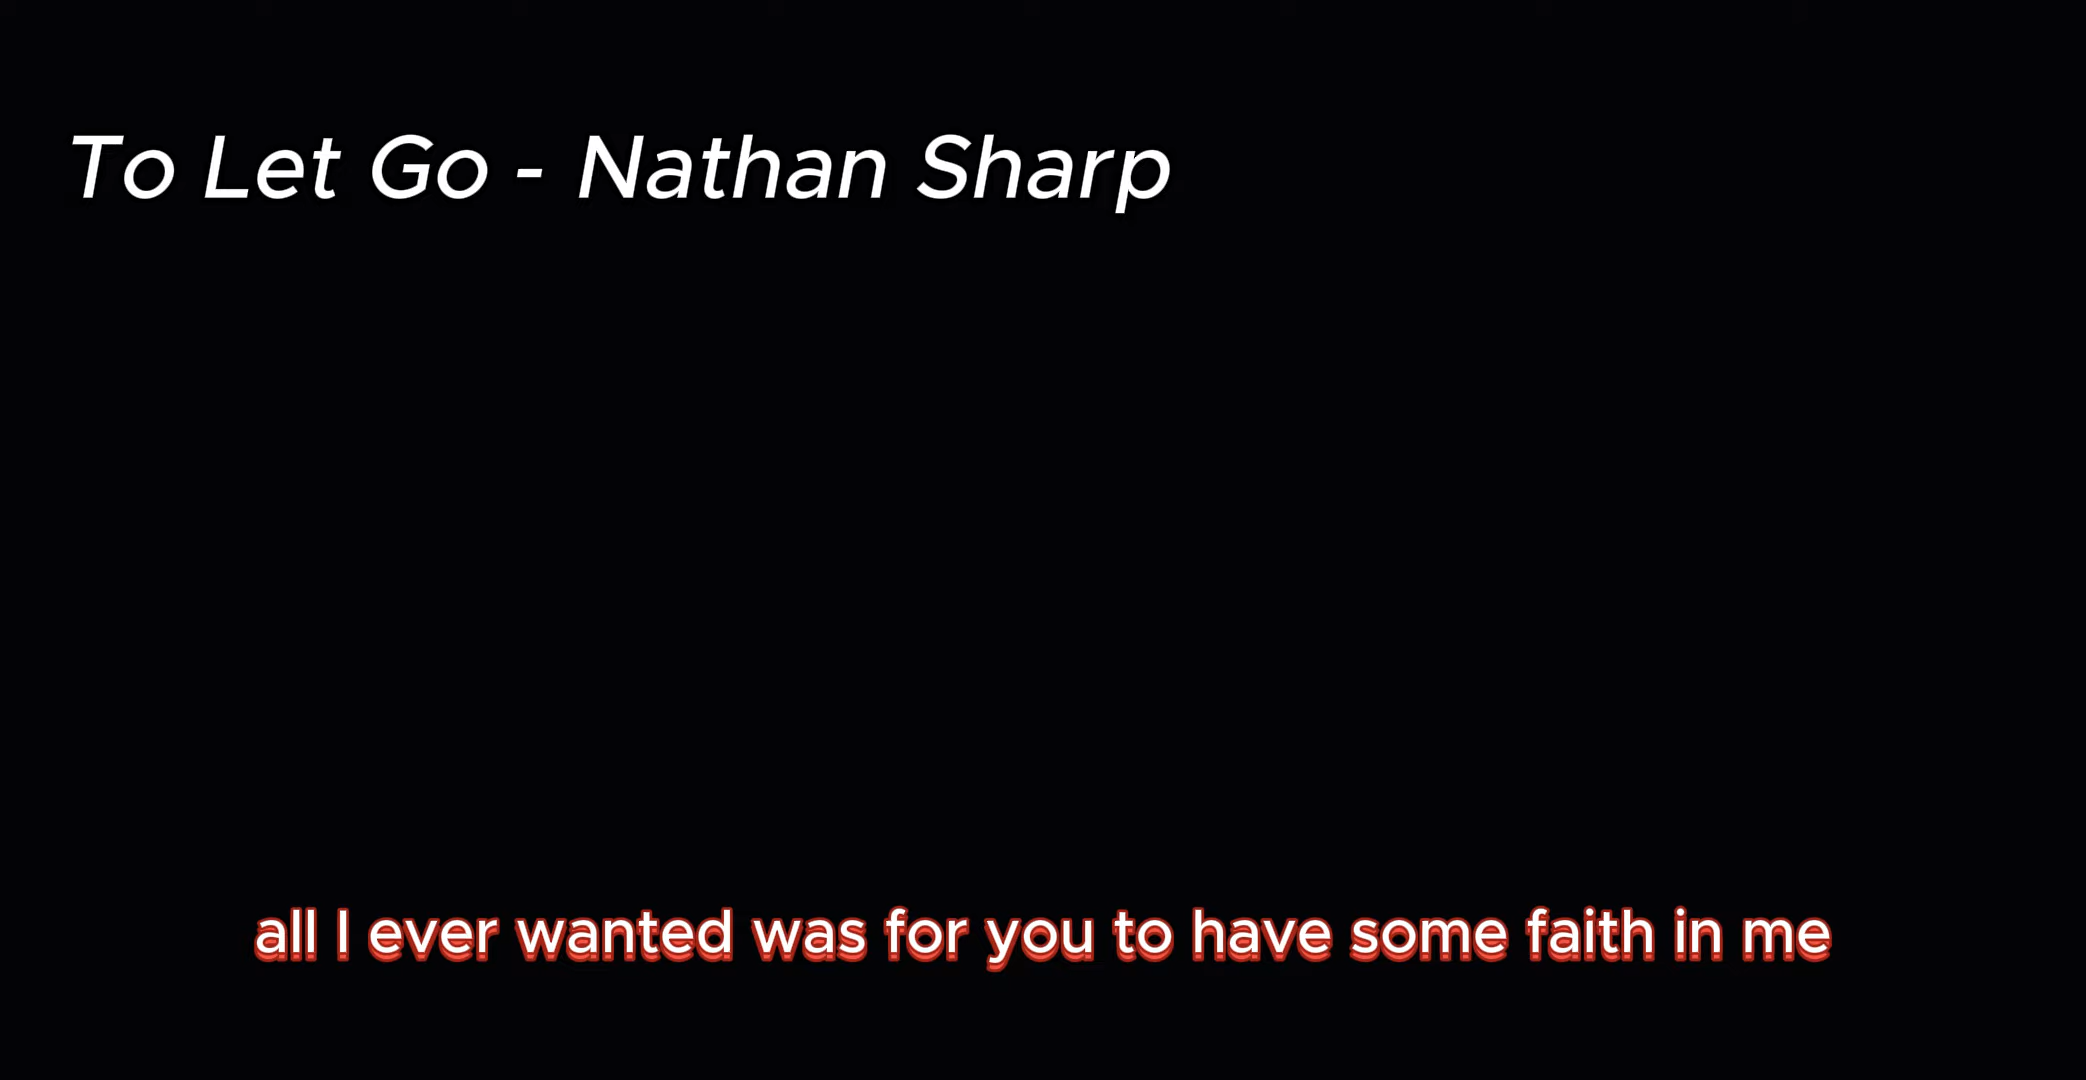 To Let Go - Nathan Sharp
all I ever wanted was for you to have some faith in me